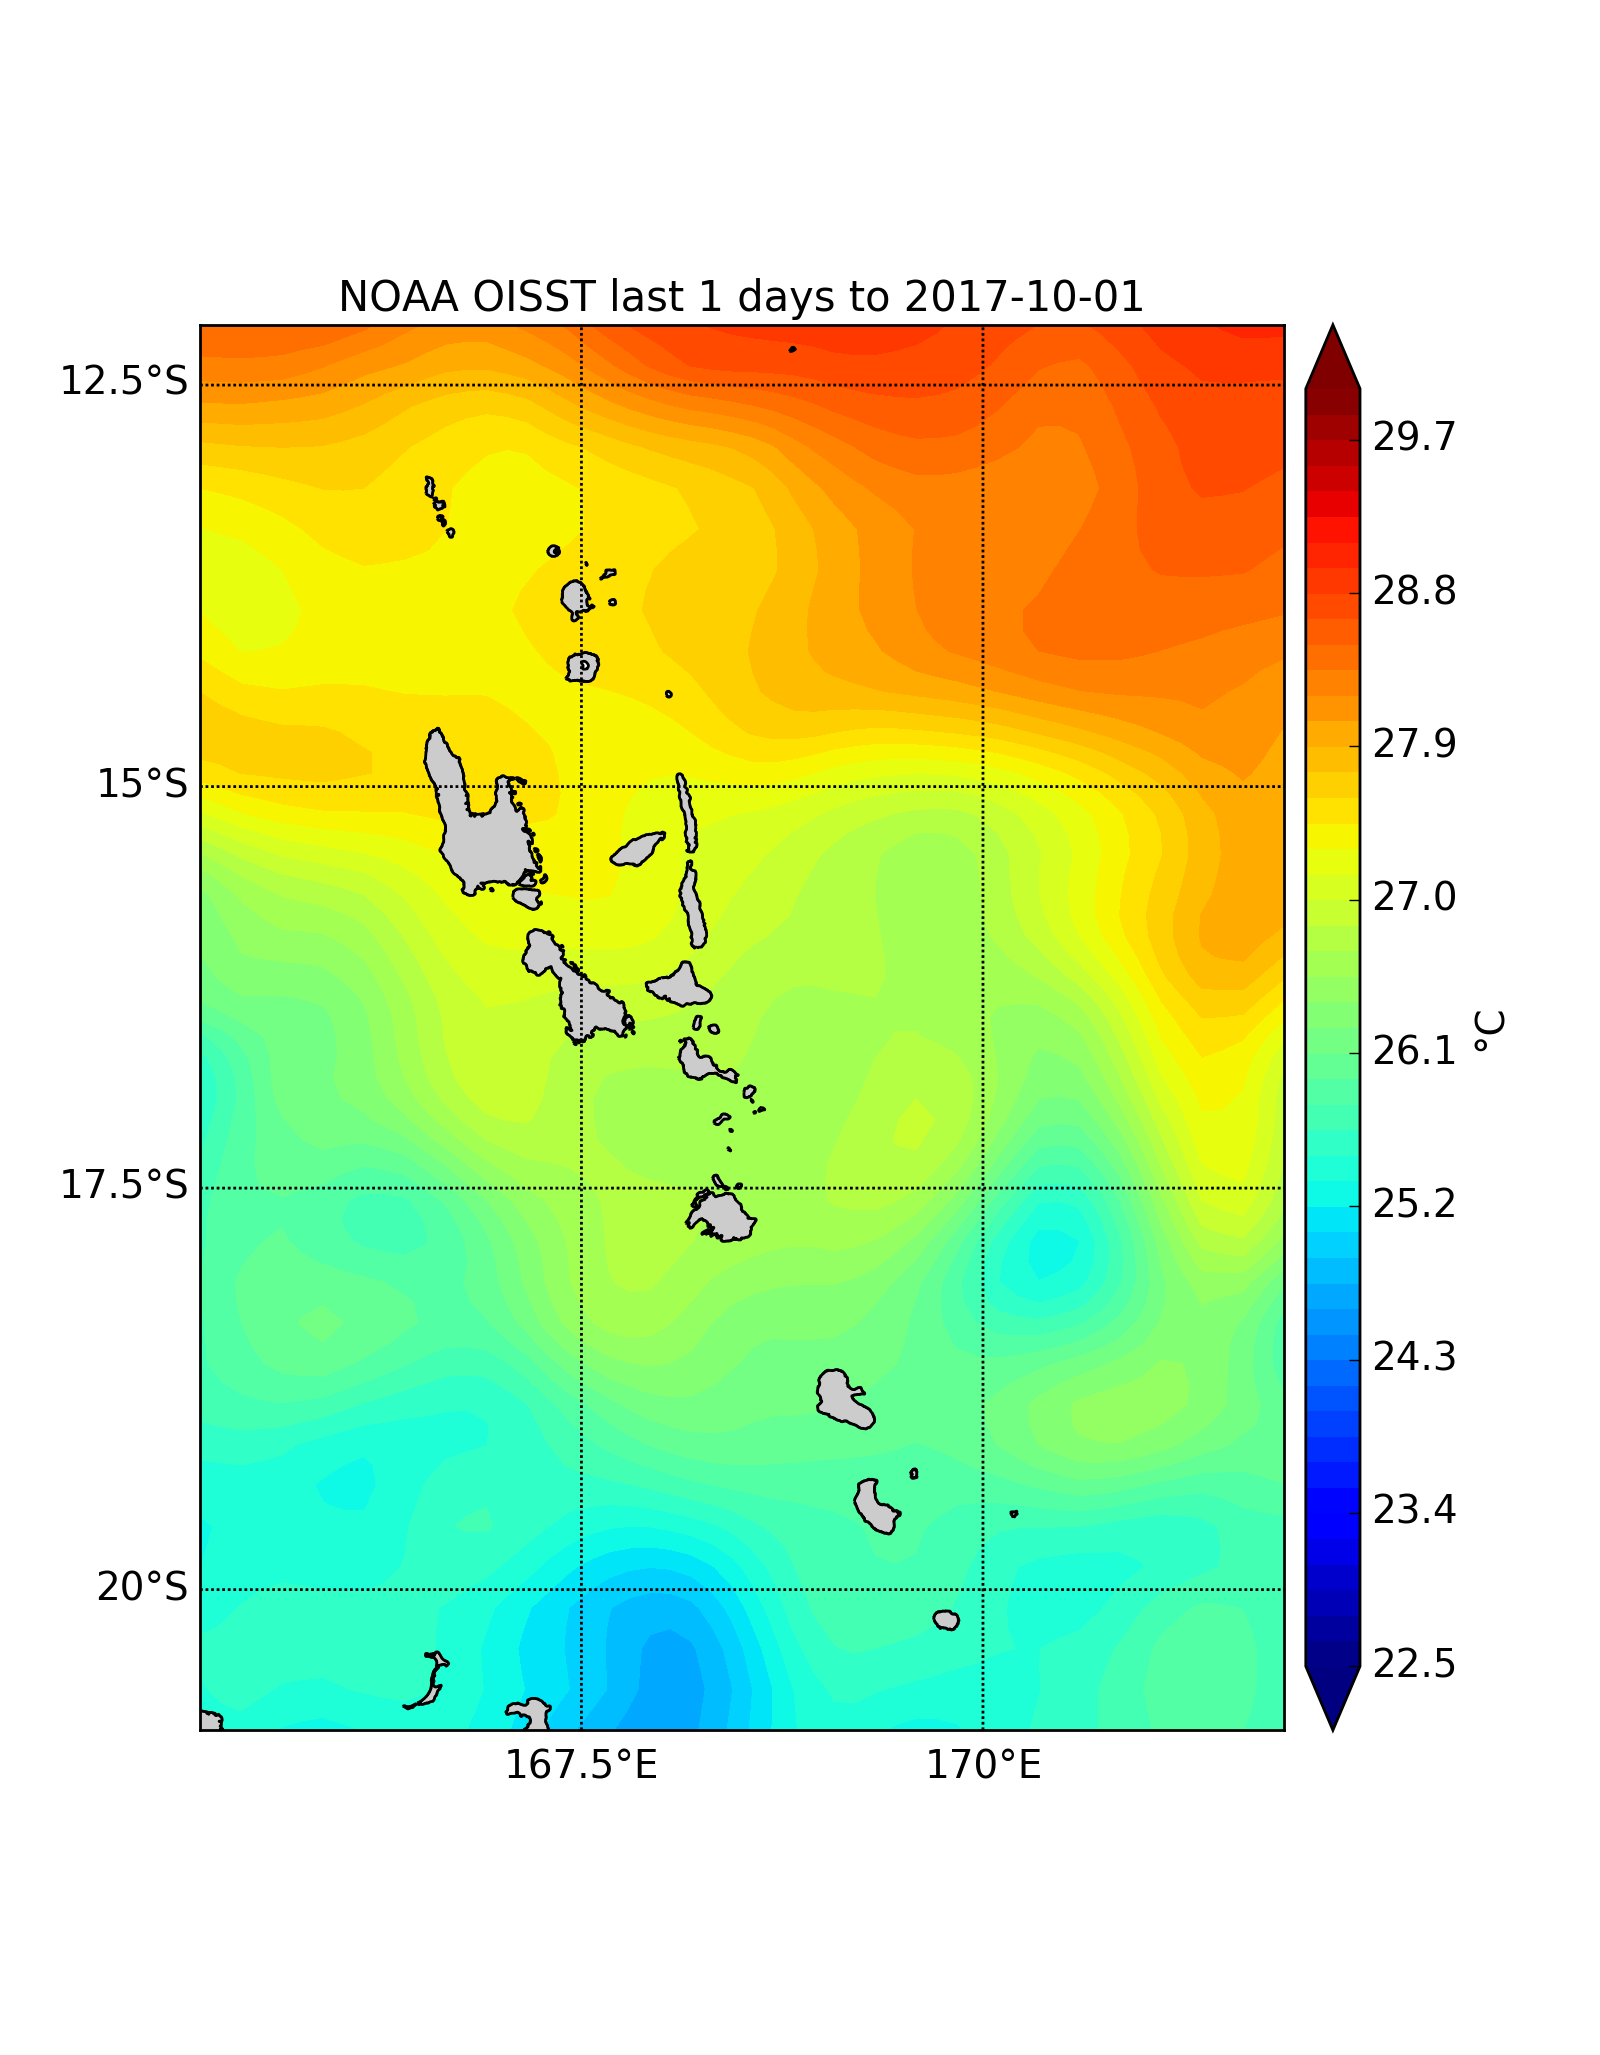 NOAA OISST last 1 days to 2017-10-01
12.5°S
15°S
17.5°S
20°S
167.5°E
170°E
29.7
28.8
27.9
27.0
26.1
25.2
24.3
23.4
22.5
°C